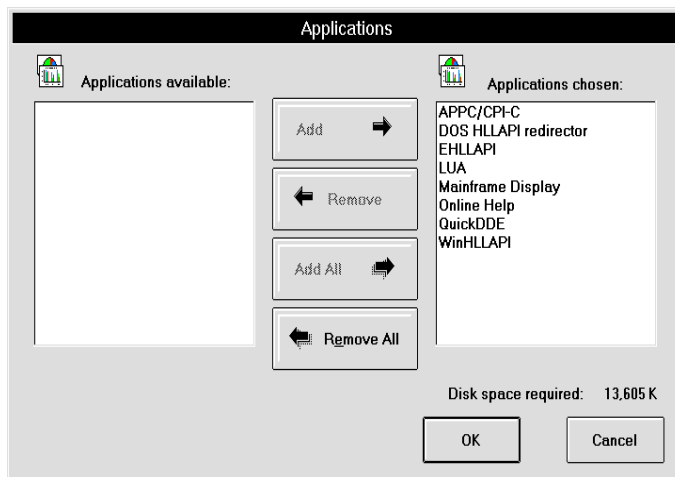 Applications
Applications available:
Applications chosen:
Add
Remove
Add All
Remove All
APPC/CPI-C
DOS HLLAPI redirector
EHLLAPI
LUA
Mainframe Display
Online Help
QuickDDE
WinHLLAPI
Disk space required: 13,605 K
OK
Cancel